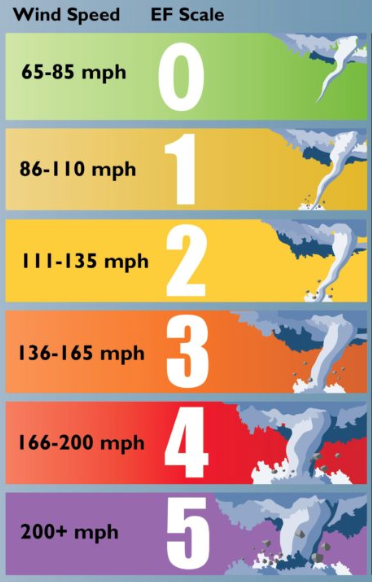 Wind Speed EF Scale
65-85 mph 0
86-110 mph 1
111-135 mph 2
136-165 mph 3
166-200 mph 4
200+ mph 5